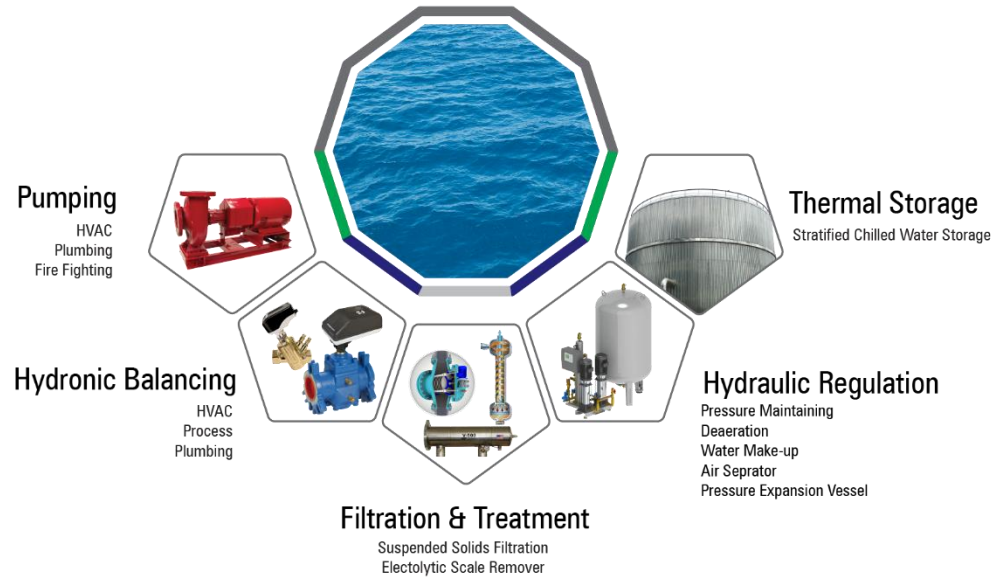 Pumping
HVAC
Plumbing
Fire Fighting
Hydronic Balancing
HVAC
Process
Plumbing
Filtration & Treatment
Suspended Solids Filtration
Electolytic Scale Remover
Hydraulic Regulation
Pressure Maintaining
Deaeration
Water Make-up
Air Seprator
Pressure Expansion Vessel
Thermal Storage
Stratified Chilled Water Storage